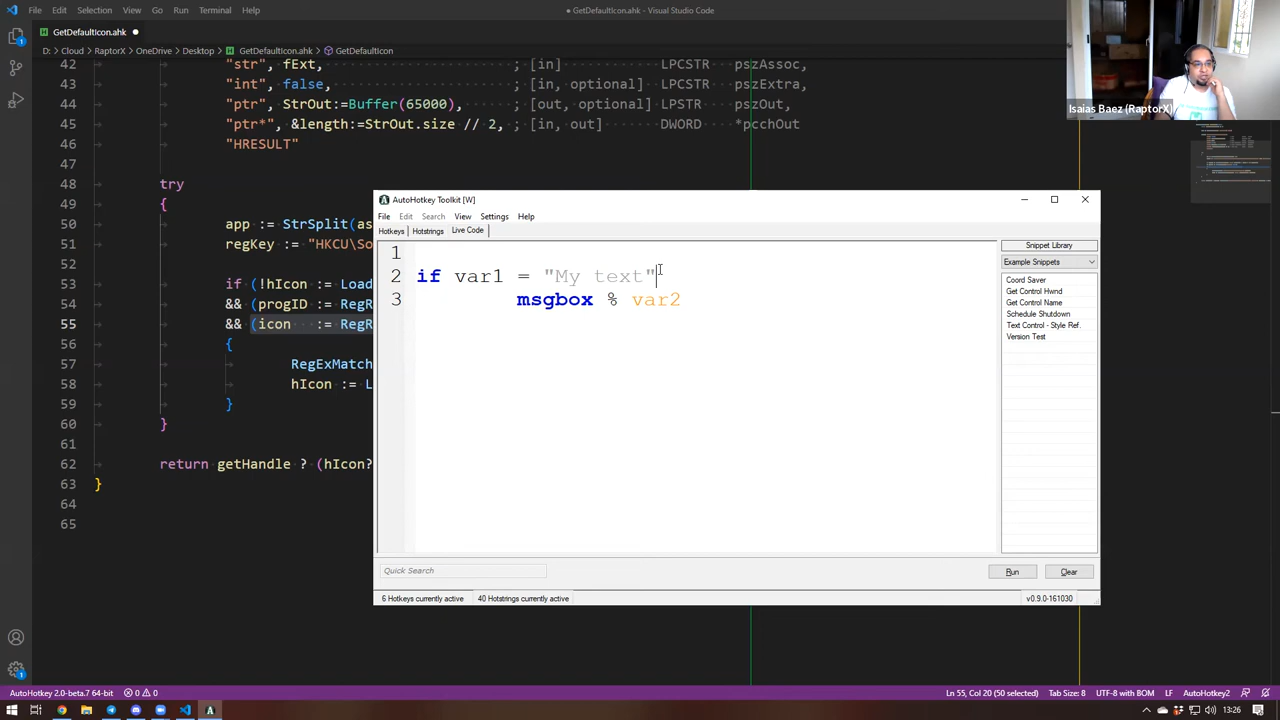 File Edit Selection View Go Run Terminal Help
● GetDefaultIcon.ahk - Visual Studio Code
GetDefaultIcon.ahk ●
D: > Cloud > RaptorX > OneDrive > Desktop > GetDefaultIcon.ahk > GetDefaultIcon
Isaias Baez (RaptorX)
42 "str", fExt, ; [in] LPCSTR pszAssoc,
43 "int", false, ; [in, optional] LPCSTR pszExtra,
44 "ptr", StrOut:=Buffer(65000), ; [out, optional] LPSTR pszOut,
45 "ptr*", &length:=StrOut.size // 2, ; [in, out] DWORD *pcchOut
46 "HRESULT"
48 try
49 {
50 app := StrSplit(as
51 regKey := "HKCU\So
53 if (!hIcon := Load
54 && (progID := RegR
55 && (icon := RegR
56 {
57 RegExMatch
58 hIcon := L
59 }
60 }
61
62 return getHandle ? (hIcon?
63 }
64
65
AutoHotkey Toolkit [W]
File Edit Search View Settings Help
Hotkeys Hotstrings Live Code
1
2 if var1 = "My text"
3 msgbox % var2
Snippet Library
Example Snippets
Coord Saver
Get Control Hwnd
Get Control Name
Schedule Shutdown
Text Control - Style Ref.
Version Test
Quick Search
Run Clear
6 Hotkeys currently active 40 Hotstrings currently active v0.9.0-161030
AutoHotkey 2.0-beta.7 64-bit 0 0
Ln 55, Col 20 (50 selected) Tab Size: 8 UTF-8 with BOM LF AutoHotkey2
13:26